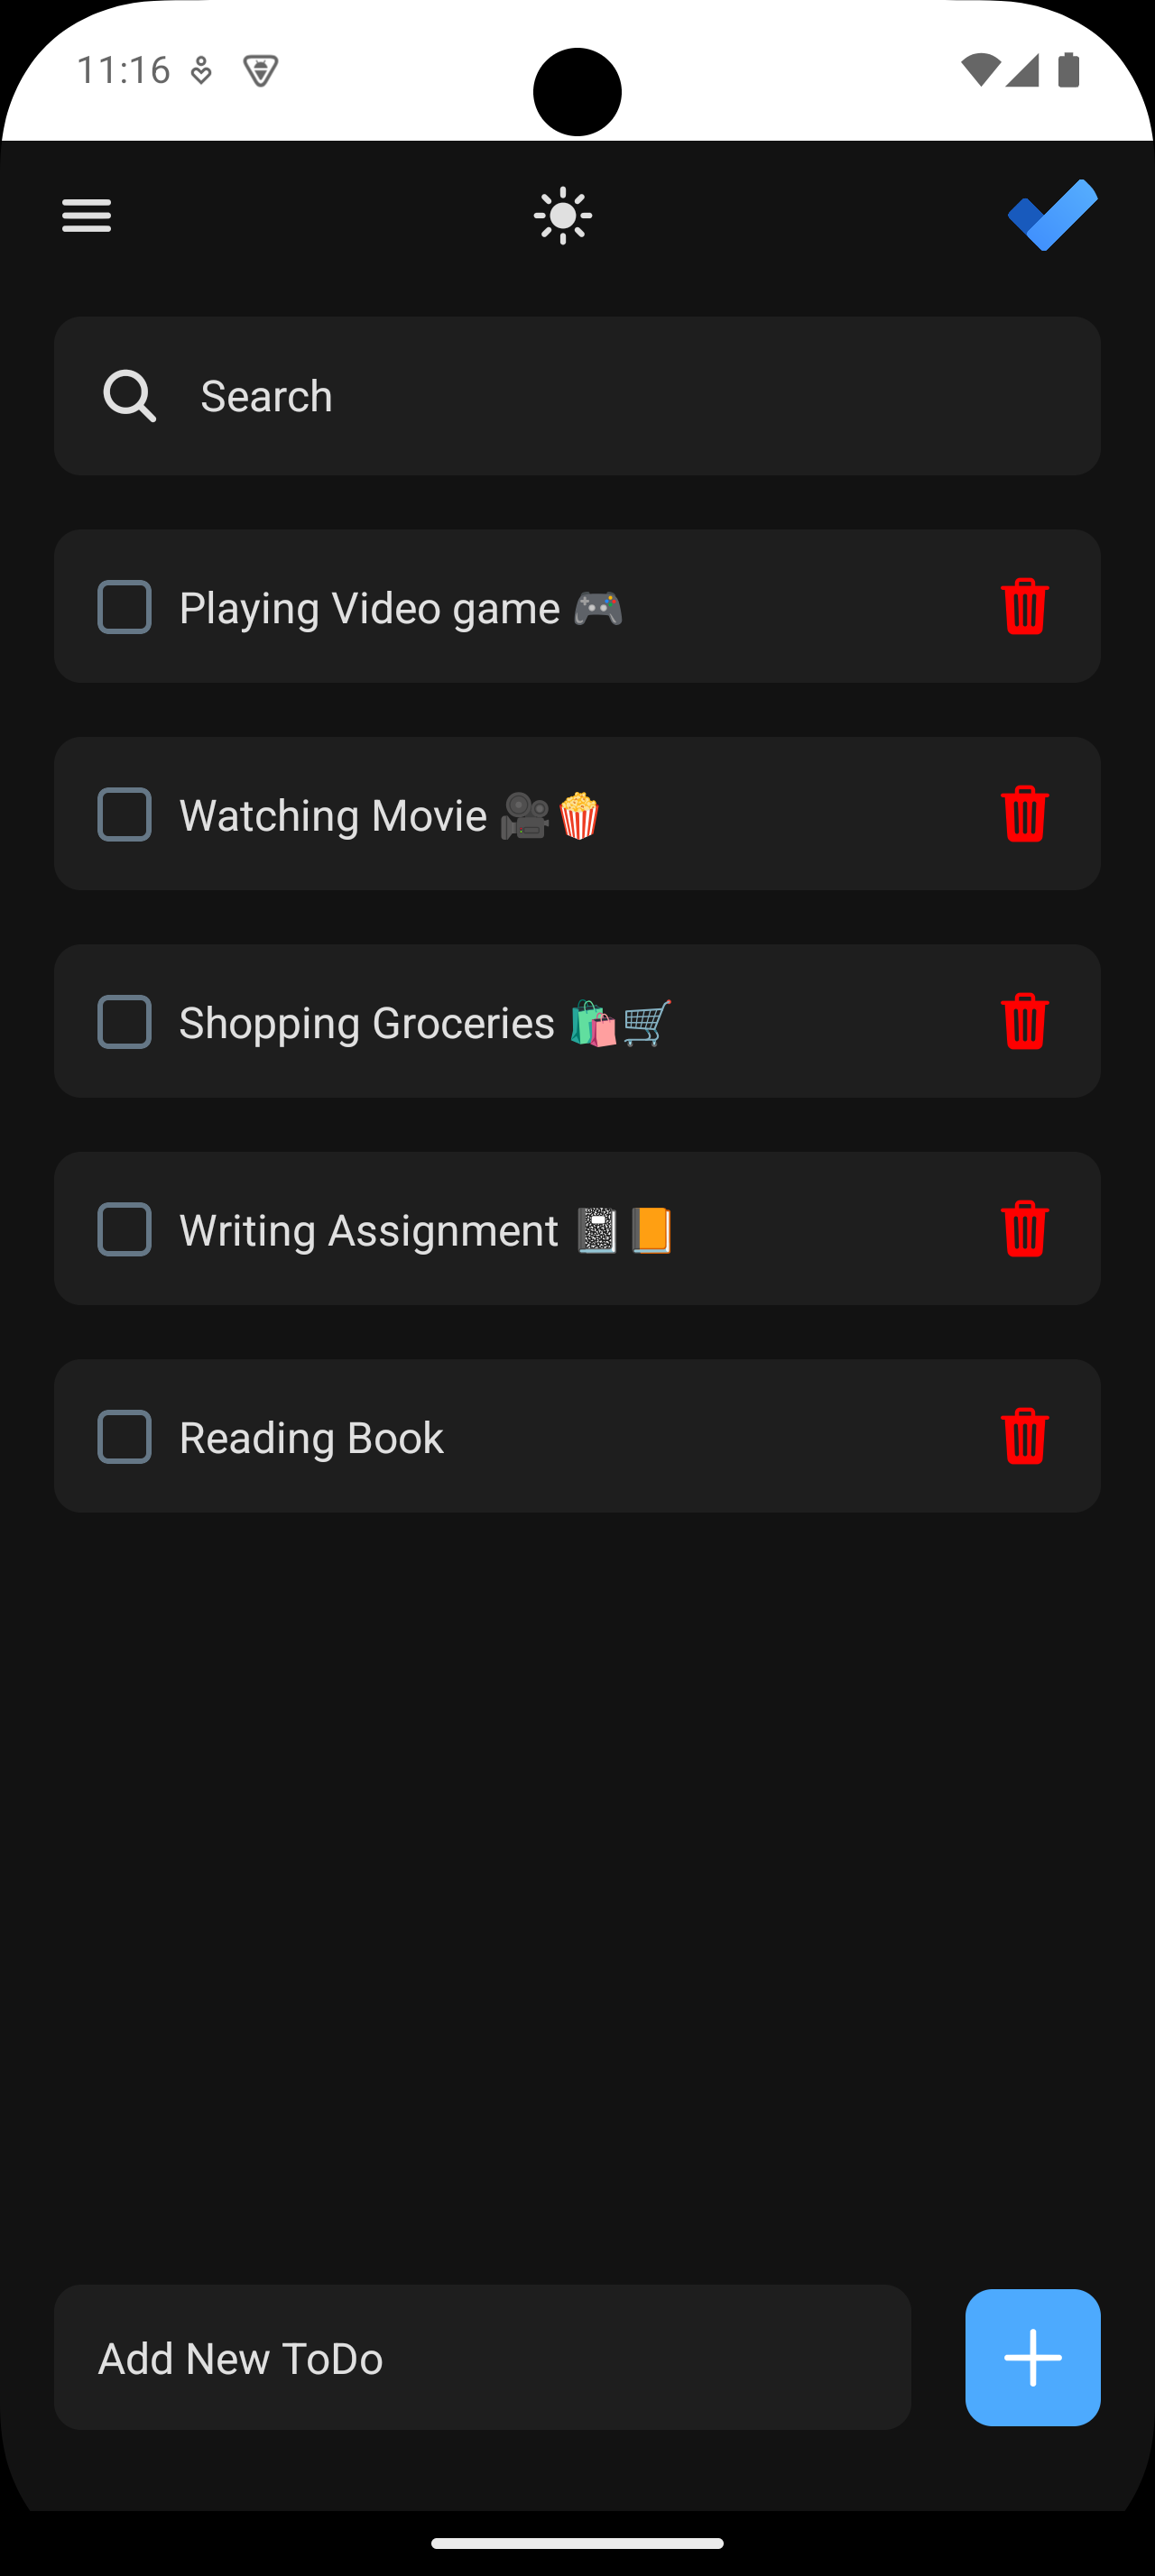 11:16
Search
Playing Video game 🎮
Watching Movie 🎥🍿
Shopping Groceries 🛍️🛒
Writing Assignment 📓📙
Reading Book
Add New ToDo